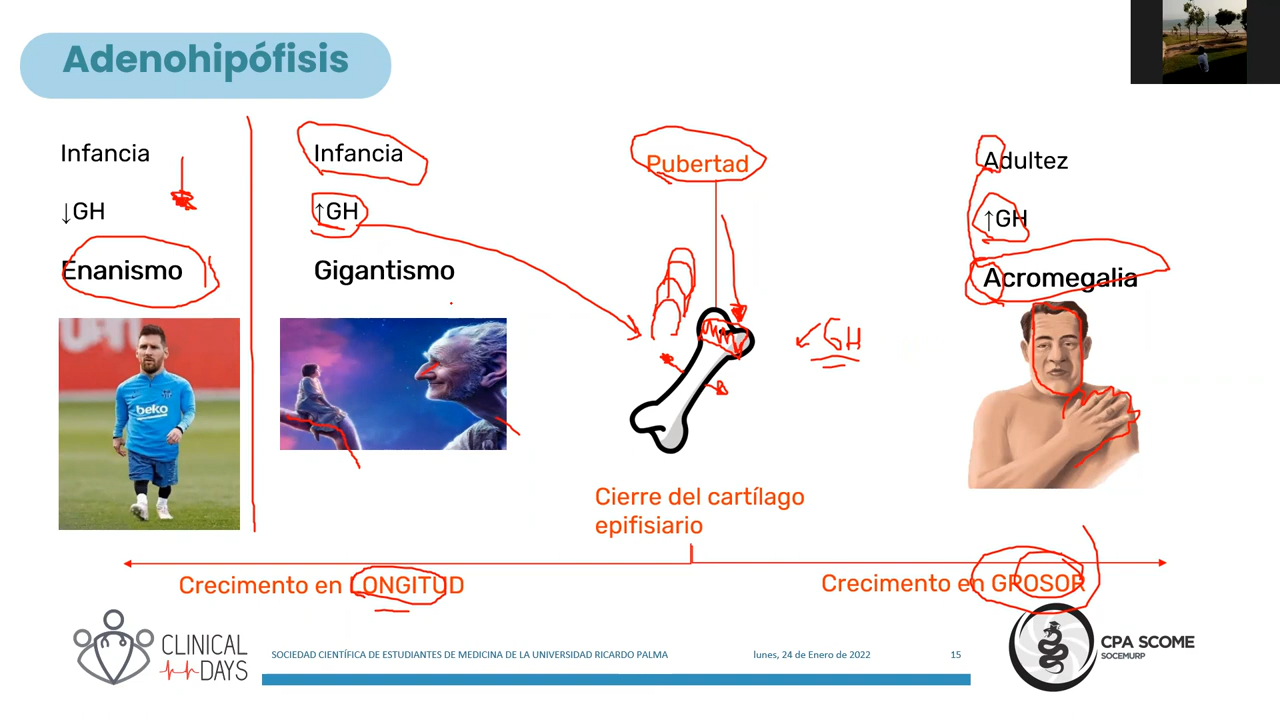 Adenohipófisis
Infancia
↓GH
Enanismo
Infancia
↑GH
Gigantismo
Pubertad
GH
Adultez
↑GH
Acromegalia
beko
Cierre del cartílago
epifisiario
Crecimento en LONGITUD
Crecimento en GROSOR
CLINICAL
DAYS
SOCIEDAD CIENTÍFICA DE ESTUDIANTES DE MEDICINA DE LA UNIVERSIDAD RICARDO PALMA
lunes, 24 de Enero de 2022
15
CPA SCOME
SOCEMURP